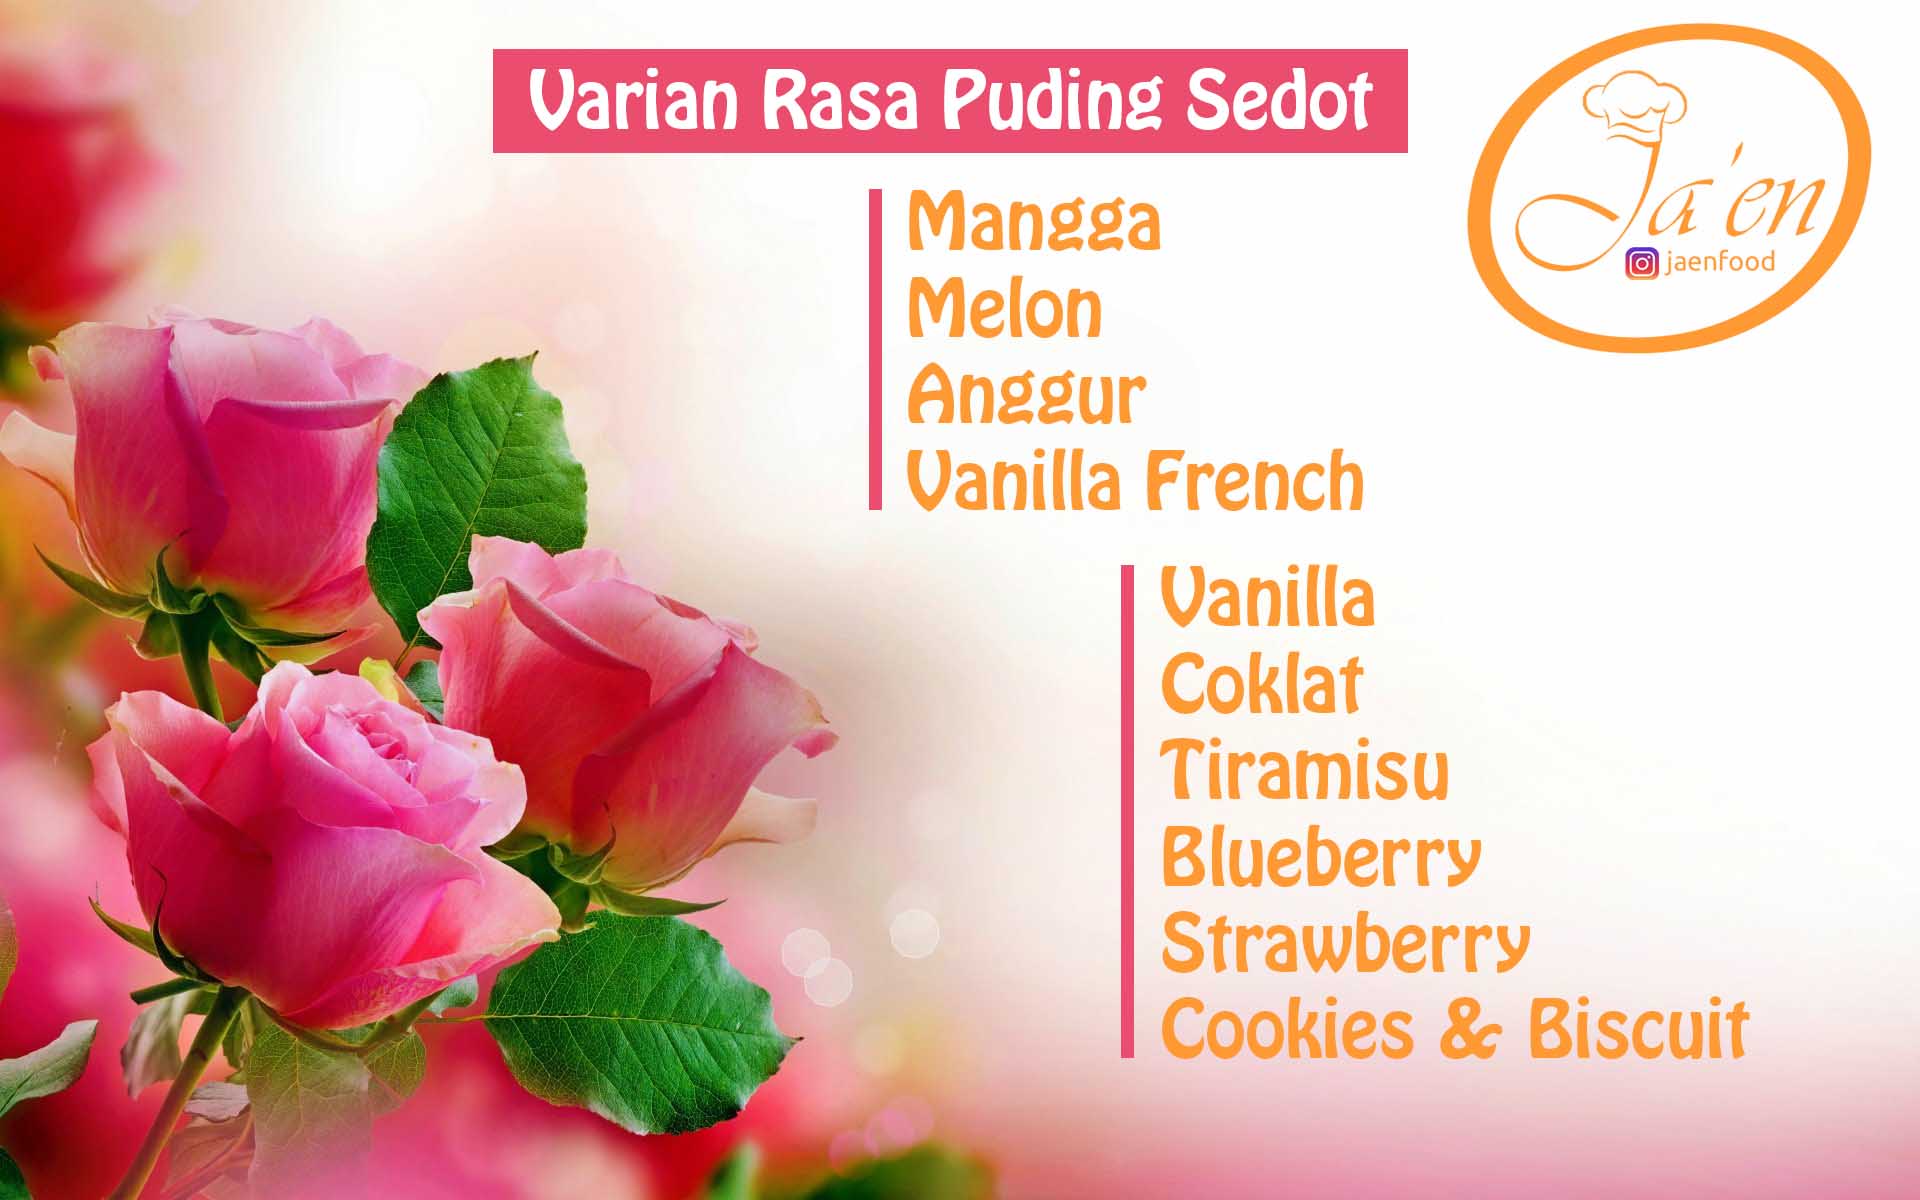 Varian Rasa Puding Sedot
Ja'en
jaenfood
Mangga
Melon
Anggur
Vanilla French
Vanilla
Coklat
Tiramisu
Blueberry
Strawberry
Cookies & Biscuit